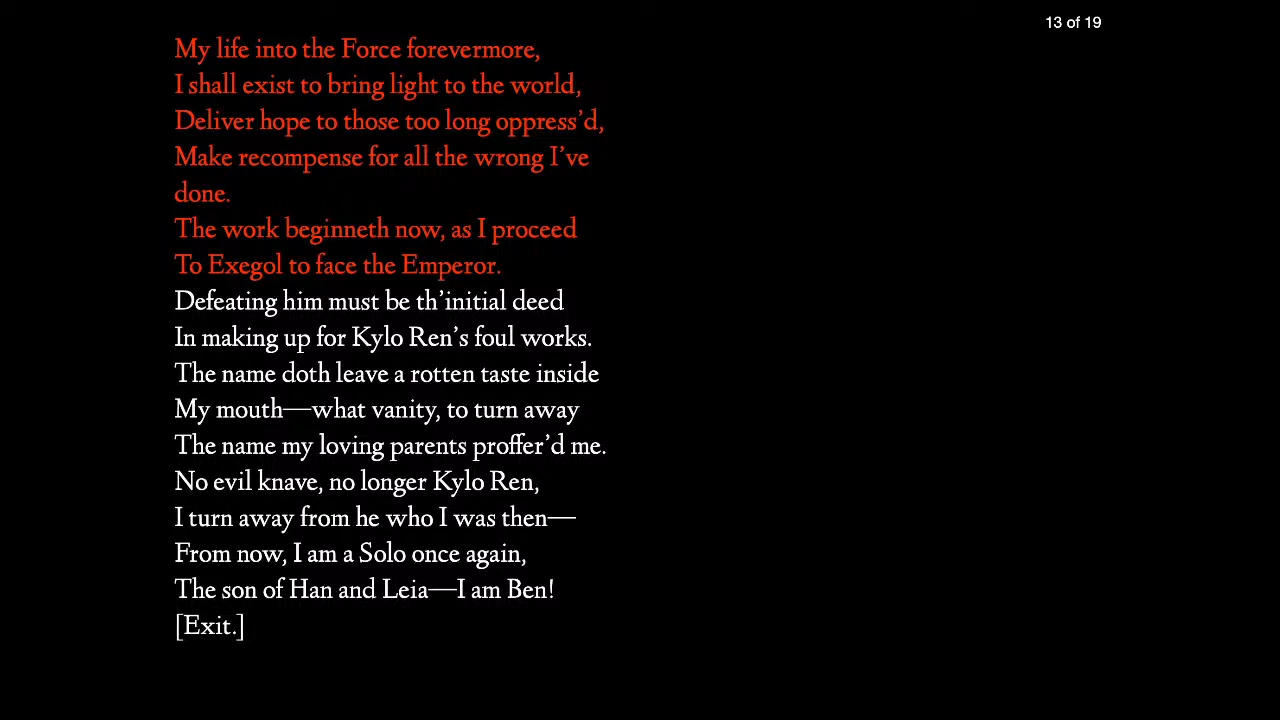 13 of 19
My life into the Force forevermore,
I shall exist to bring light to the world,
Deliver hope to those too long oppress’d,
Make recompense for all the wrong I’ve
done.
The work beginneth now, as I proceed
To Exegol to face the Emperor.
Defeating him must be th’initial deed
In making up for Kylo Ren’s foul works.
The name doth leave a rotten taste inside
My mouth—what vanity, to turn away
The name my loving parents proffer’d me.
No evil knave, no longer Kylo Ren,
I turn away from he who I was then—
From now, I am a Solo once again,
The son of Han and Leia—I am Ben!
[Exit.]